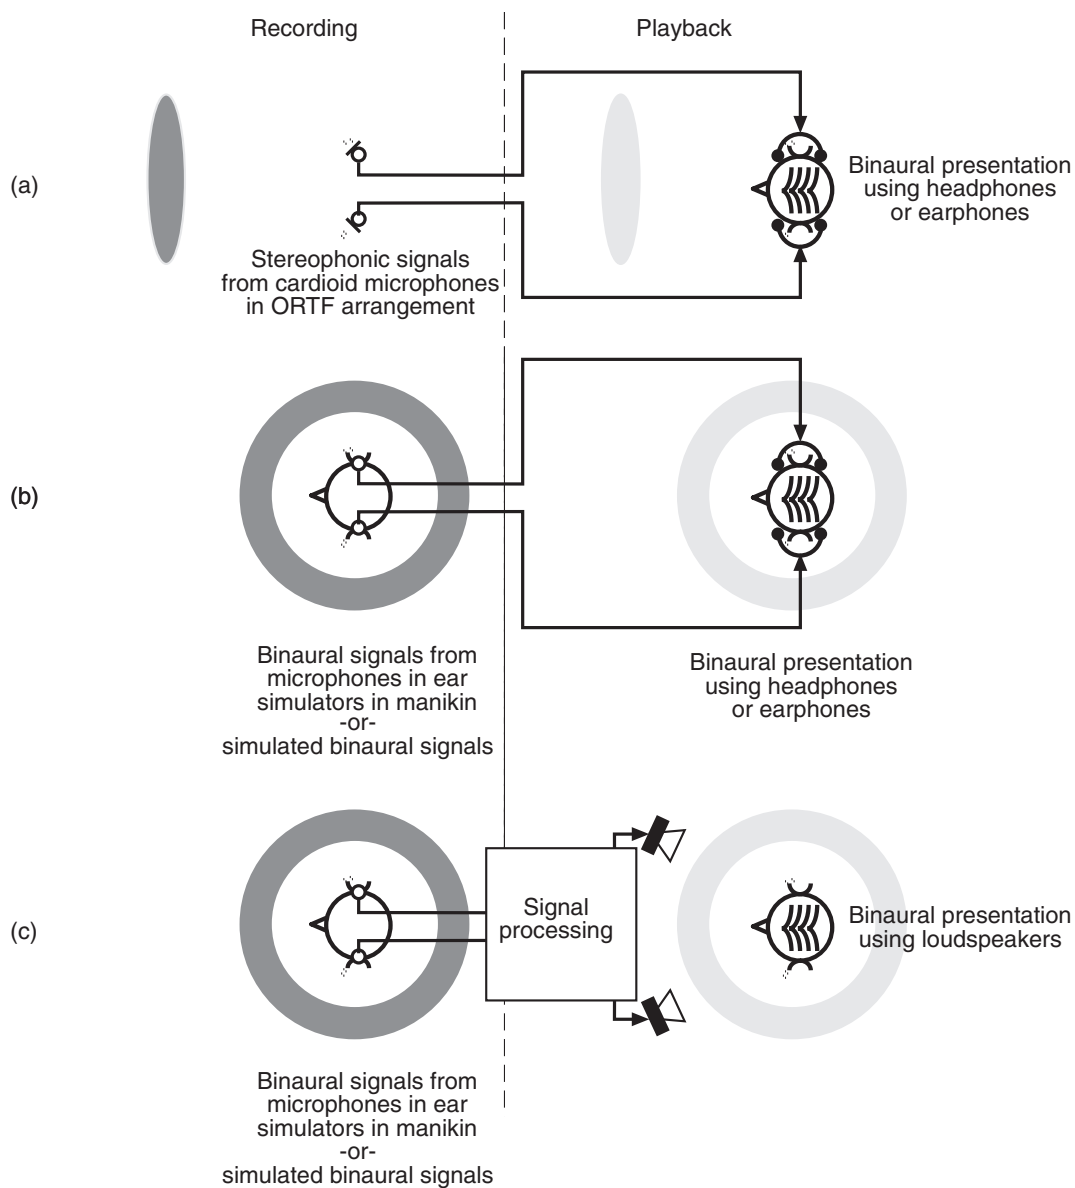 Recording
Playback
(a)
Stereophonic signals
from cardioid microphones
in ORTF arrangement
Binaural presentation
using headphones
or earphones
(b)
Binaural signals from
microphones in ear
simulators in manikin
-or-
simulated binaural signals
Binaural presentation
using headphones
or earphones
(c)
Signal
processing
Binaural presentation
using loudspeakers
Binaural signals from
microphones in ear
simulators in manikin
-or-
simulated binaural signals